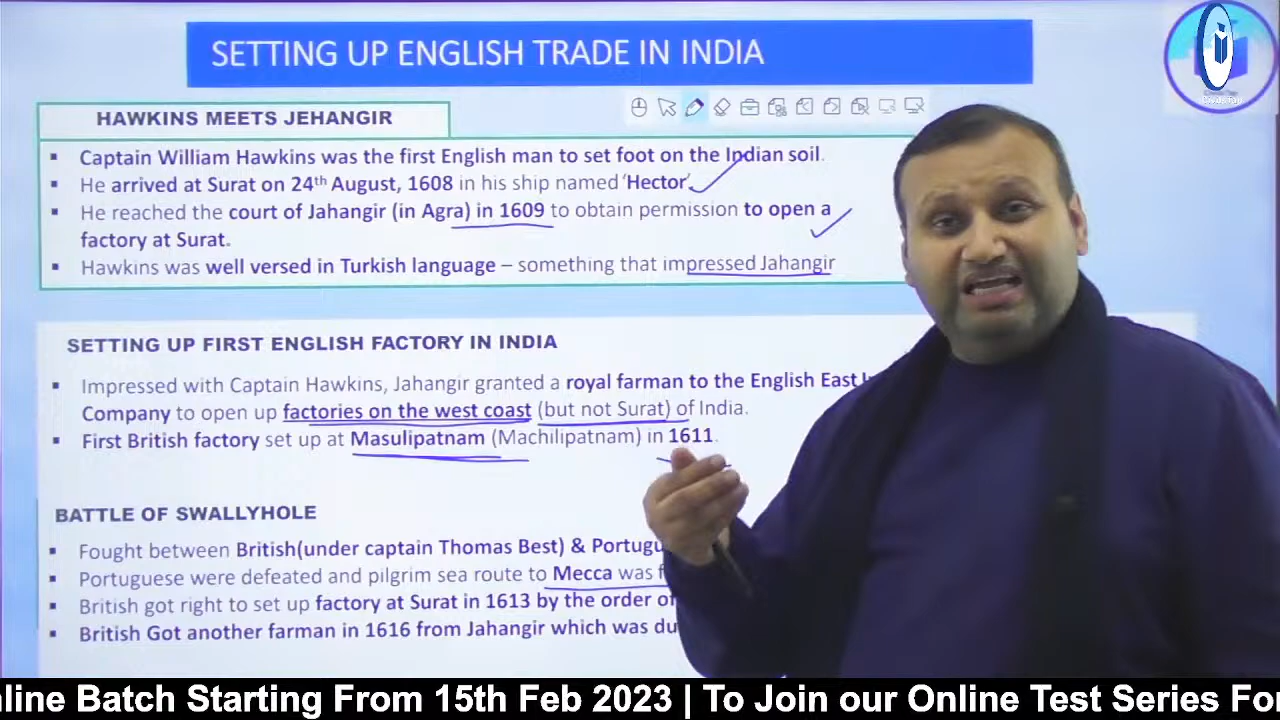 SETTING UP ENGLISH TRADE IN INDIA
HAWKINS MEETS JEHANGIR
▪ Captain William Hawkins was the first English man to set foot on the Indian soil.
▪ He arrived at Surat on 24th August, 1608 in his ship named 'Hector'.
▪ He reached the court of Jahangir (in Agra) in 1609 to obtain permission to open a
factory at Surat.
▪ Hawkins was well versed in Turkish language – something that impressed Jahangir
SETTING UP FIRST ENGLISH FACTORY IN INDIA
▪ Impressed with Captain Hawkins, Jahangir granted a royal farman to the English East
Company to open up factories on the west coast (but not Surat) of India.
▪ First British factory set up at Masulipatnam (Machilipatnam) in 1611.
BATTLE OF SWALLYHOLE
▪ Fought between British(under captain Thomas Best) & Portugu
▪ Portuguese were defeated and pilgrim sea route to Mecca was
▪ British got right to set up factory at Surat in 1613 by the order of
▪ British Got another farman in 1616 from Jahangir which was du
nline Batch Starting From 15th Feb 2023 | To Join our Online Test Series For